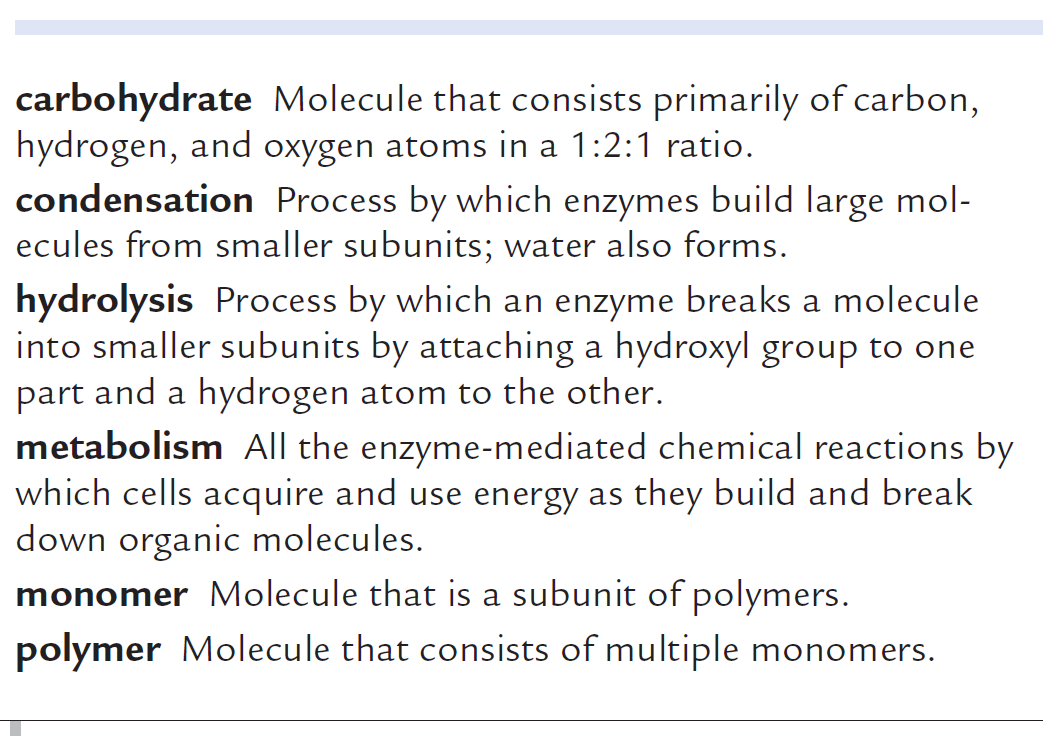 carbohydrate Molecule that consists primarily of carbon,
hydrogen, and oxygen atoms in a 1:2:1 ratio.
condensation Process by which enzymes build large mol-
ecules from smaller subunits; water also forms.
hydrolysis Process by which an enzyme breaks a molecule
into smaller subunits by attaching a hydroxyl group to one
part and a hydrogen atom to the other.
metabolism All the enzyme-mediated chemical reactions by
which cells acquire and use energy as they build and break
down organic molecules.
monomer Molecule that is a subunit of polymers.
polymer Molecule that consists of multiple monomers.